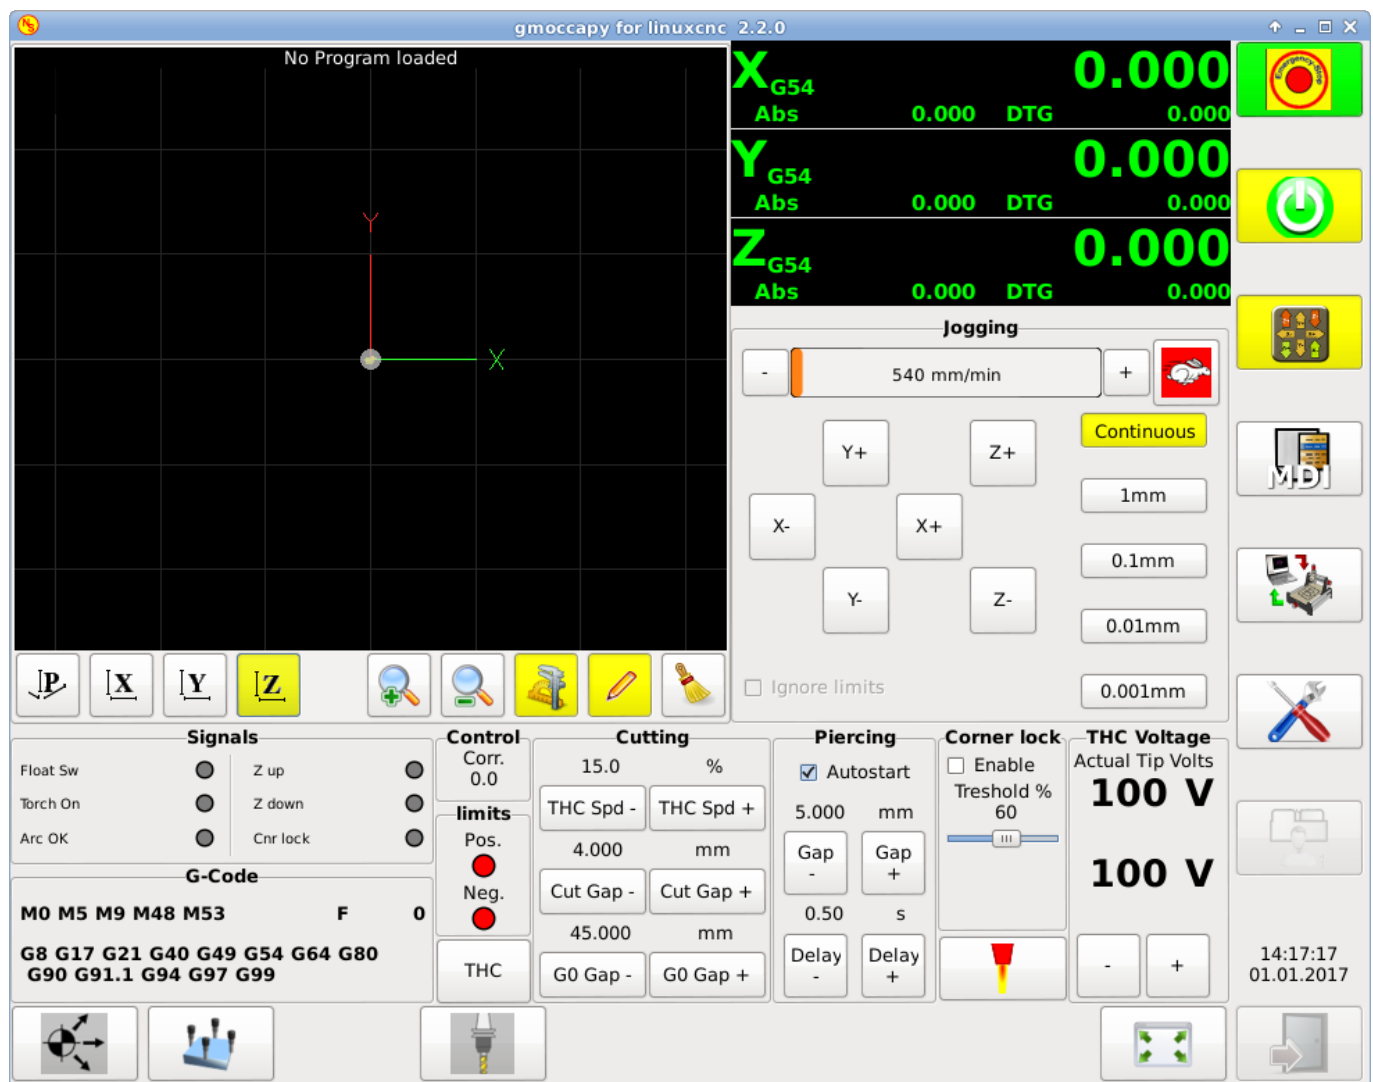 gmoccapy for linuxcnc 2.2.0
No Program loaded
Y
X
X G54 0.000
Abs 0.000 DTG 0.000
Y G54 0.000
Abs 0.000 DTG 0.000
Z G54 0.000
Abs 0.000 DTG 0.000
Emergency-Stop
Jogging
- 540 mm/min +
Continuous
Y+ Z+
1mm
X- X+
0.1mm
Y- Z-
0.01mm
Ignore limits
0.001mm
MDI
P X Y Z
Signals
Float Sw Z up
Torch On Z down
Arc OK Cnr lock
G-Code
M0 M5 M9 M48 M53 F 0
G8 G17 G21 G40 G49 G54 G64 G80
G90 G91.1 G94 G97 G99
Control
Corr.
0.0
limits
Pos.
Neg.
THC
Cutting
15.0 %
THC Spd - THC Spd +
4.000 mm
Cut Gap - Cut Gap +
45.000 mm
G0 Gap - G0 Gap +
Piercing
Autostart
5.000 mm
Gap - Gap +
0.50 s
Delay - Delay +
Corner lock
Enable
Treshold %
60
THC Voltage
Actual Tip Volts
100 V
100 V
- +
14:17:17
01.01.2017